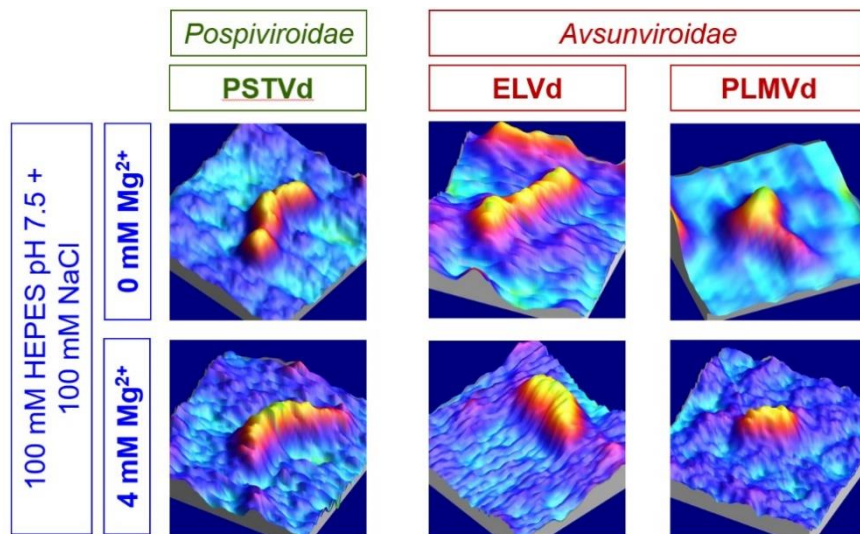 Pospiviroidae
Avsunviroidae
PSTVd
ELVd
PLMVd
100 mM HEPES pH 7.5 +
100 mM NaCl
0 mM Mg²⁺
4 mM Mg²⁺